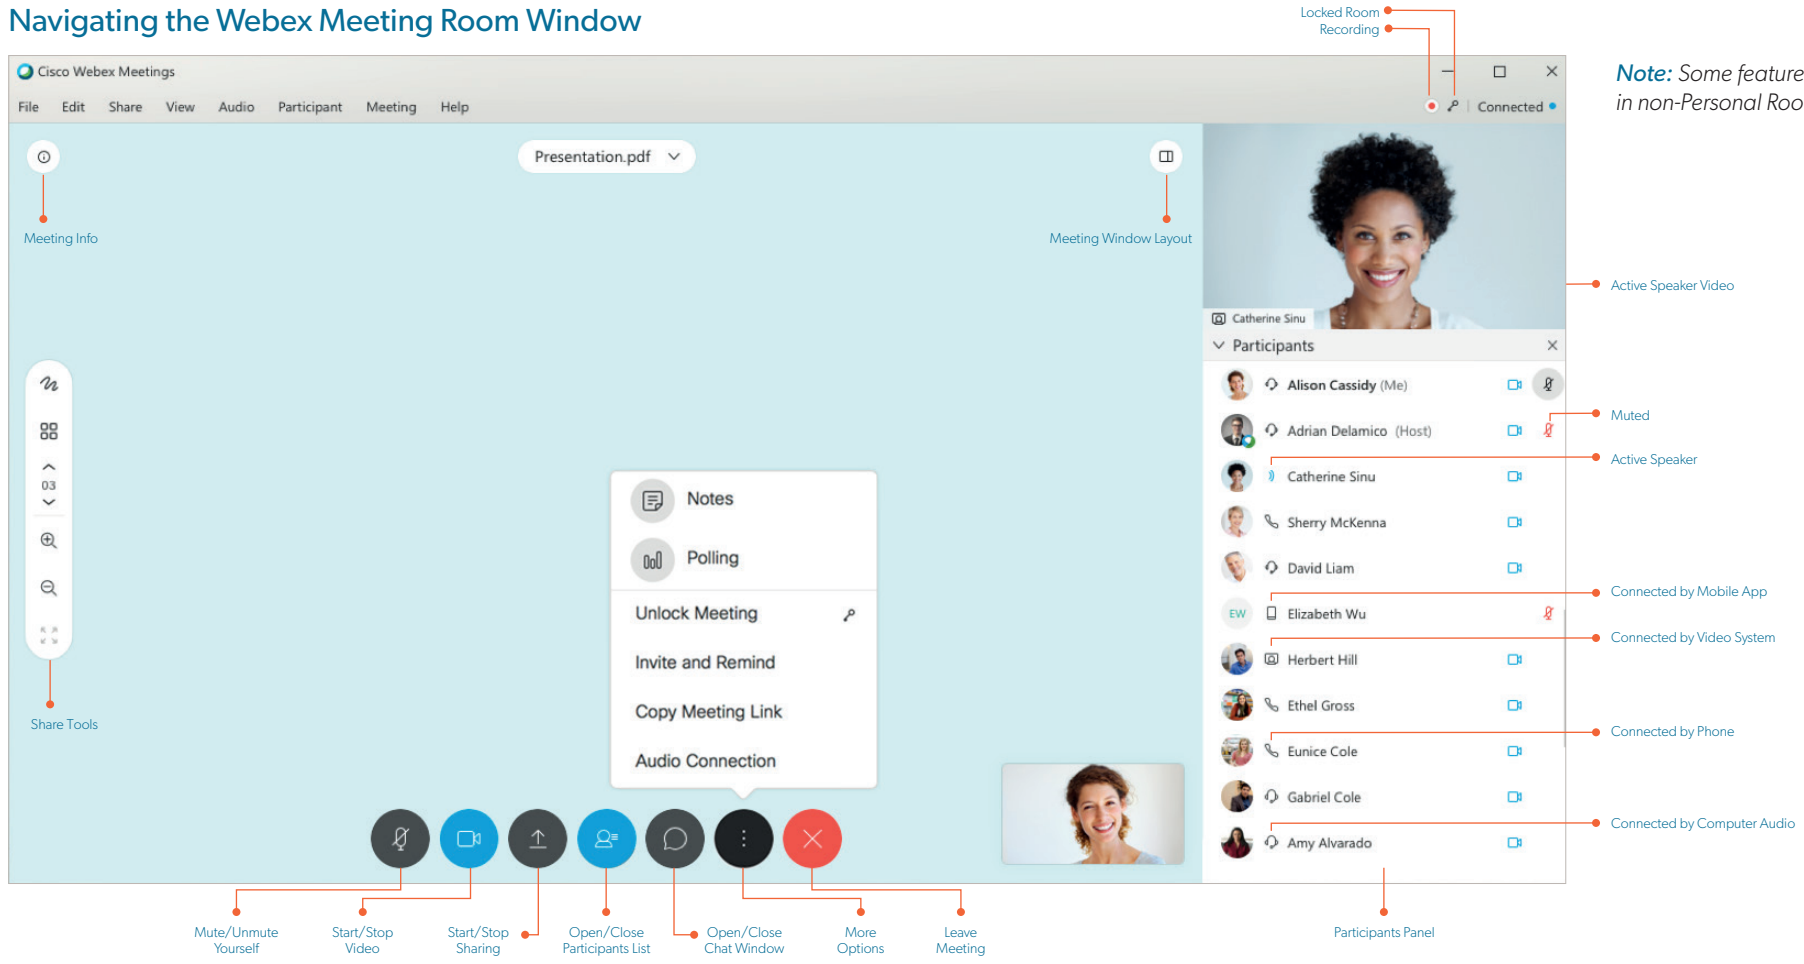 Navigating the Webex Meeting Room Window
Locked Room
Recording
Note: Some feature
in non-Personal Roo
Cisco Webex Meetings
File Edit Share View Audio Participant Meeting Help
Connected
Presentation.pdf
Meeting Info
Meeting Window Layout
Active Speaker Video
Catherine Sinu
Participants
Alison Cassidy (Me)
Adrian Delamico (Host)
Muted
Active Speaker
Catherine Sinu
Sherry McKenna
David Liam
Connected by Mobile App
EW Elizabeth Wu
Connected by Video System
Herbert Hill
Ethel Gross
Connected by Phone
Eunice Cole
Gabriel Cole
Connected by Computer Audio
Amy Alvarado
03
Share Tools
Notes
Polling
Unlock Meeting
Invite and Remind
Copy Meeting Link
Audio Connection
Mute/Unmute
Yourself
Start/Stop
Video
Start/Stop
Sharing
Open/Close
Participants List
Open/Close
Chat Window
More
Options
Leave
Meeting
Participants Panel